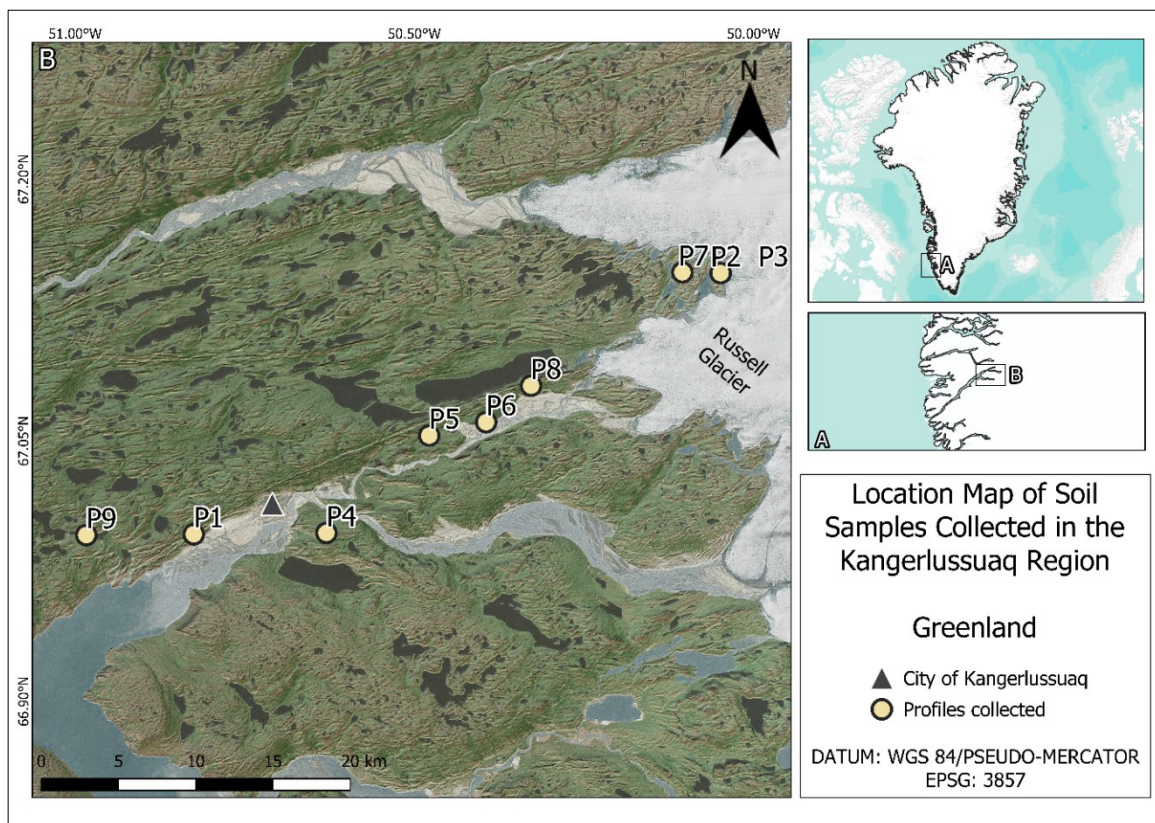 51.00°W
50.50°W
50.00°W
B
N
67.20°N
P7
P2
P3
Russell
Glacier
P8
P6
P5
67.05°N
P9
P1
P4
66.90°N
0
5
10
15
20 km
A
B
A
Location Map of Soil
Samples Collected in the
Kangerlussuaq Region
Greenland
City of Kangerlussuaq
Profiles collected
DATUM: WGS 84/PSEUDO-MERCATOR
EPSG: 3857